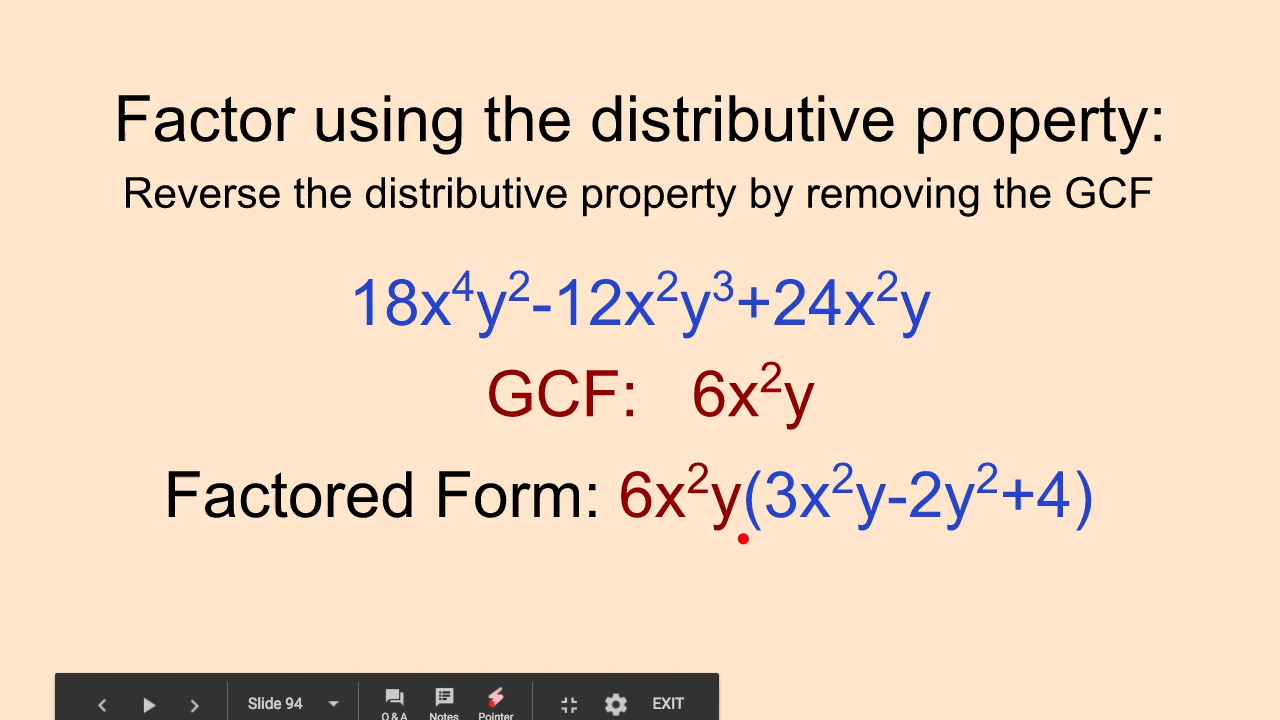 Factor using the distributive property:
Reverse the distributive property by removing the GCF
18x⁴y²-12x²y³+24x²y
GCF: 6x²y
Factored Form: 6x²y(3x²y-2y²+4)
Slide 94
Q & A
Notes
Pointer
EXIT